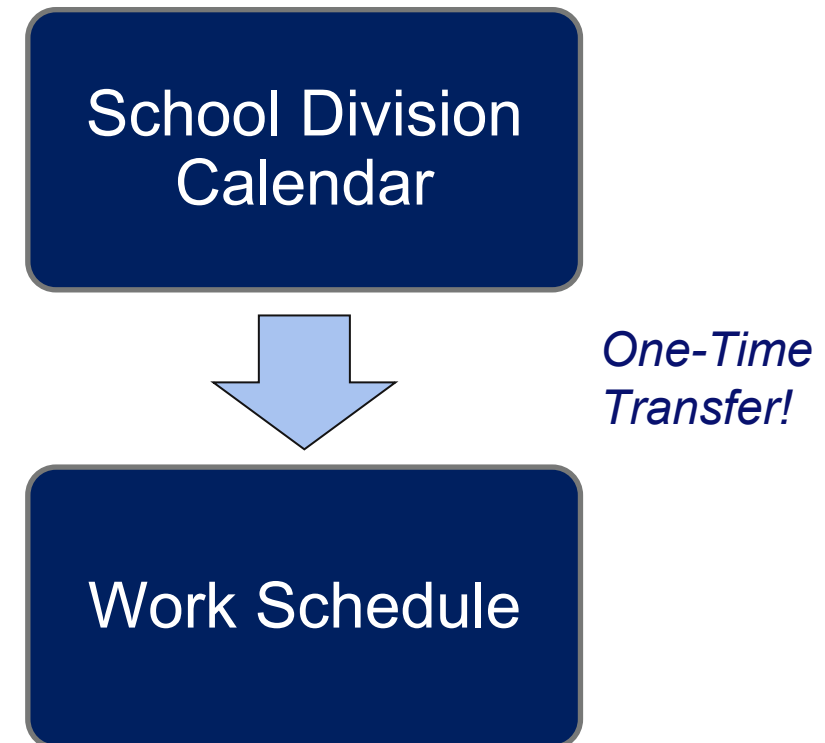 School Division
Calendar
One-Time
Transfer!
Work Schedule